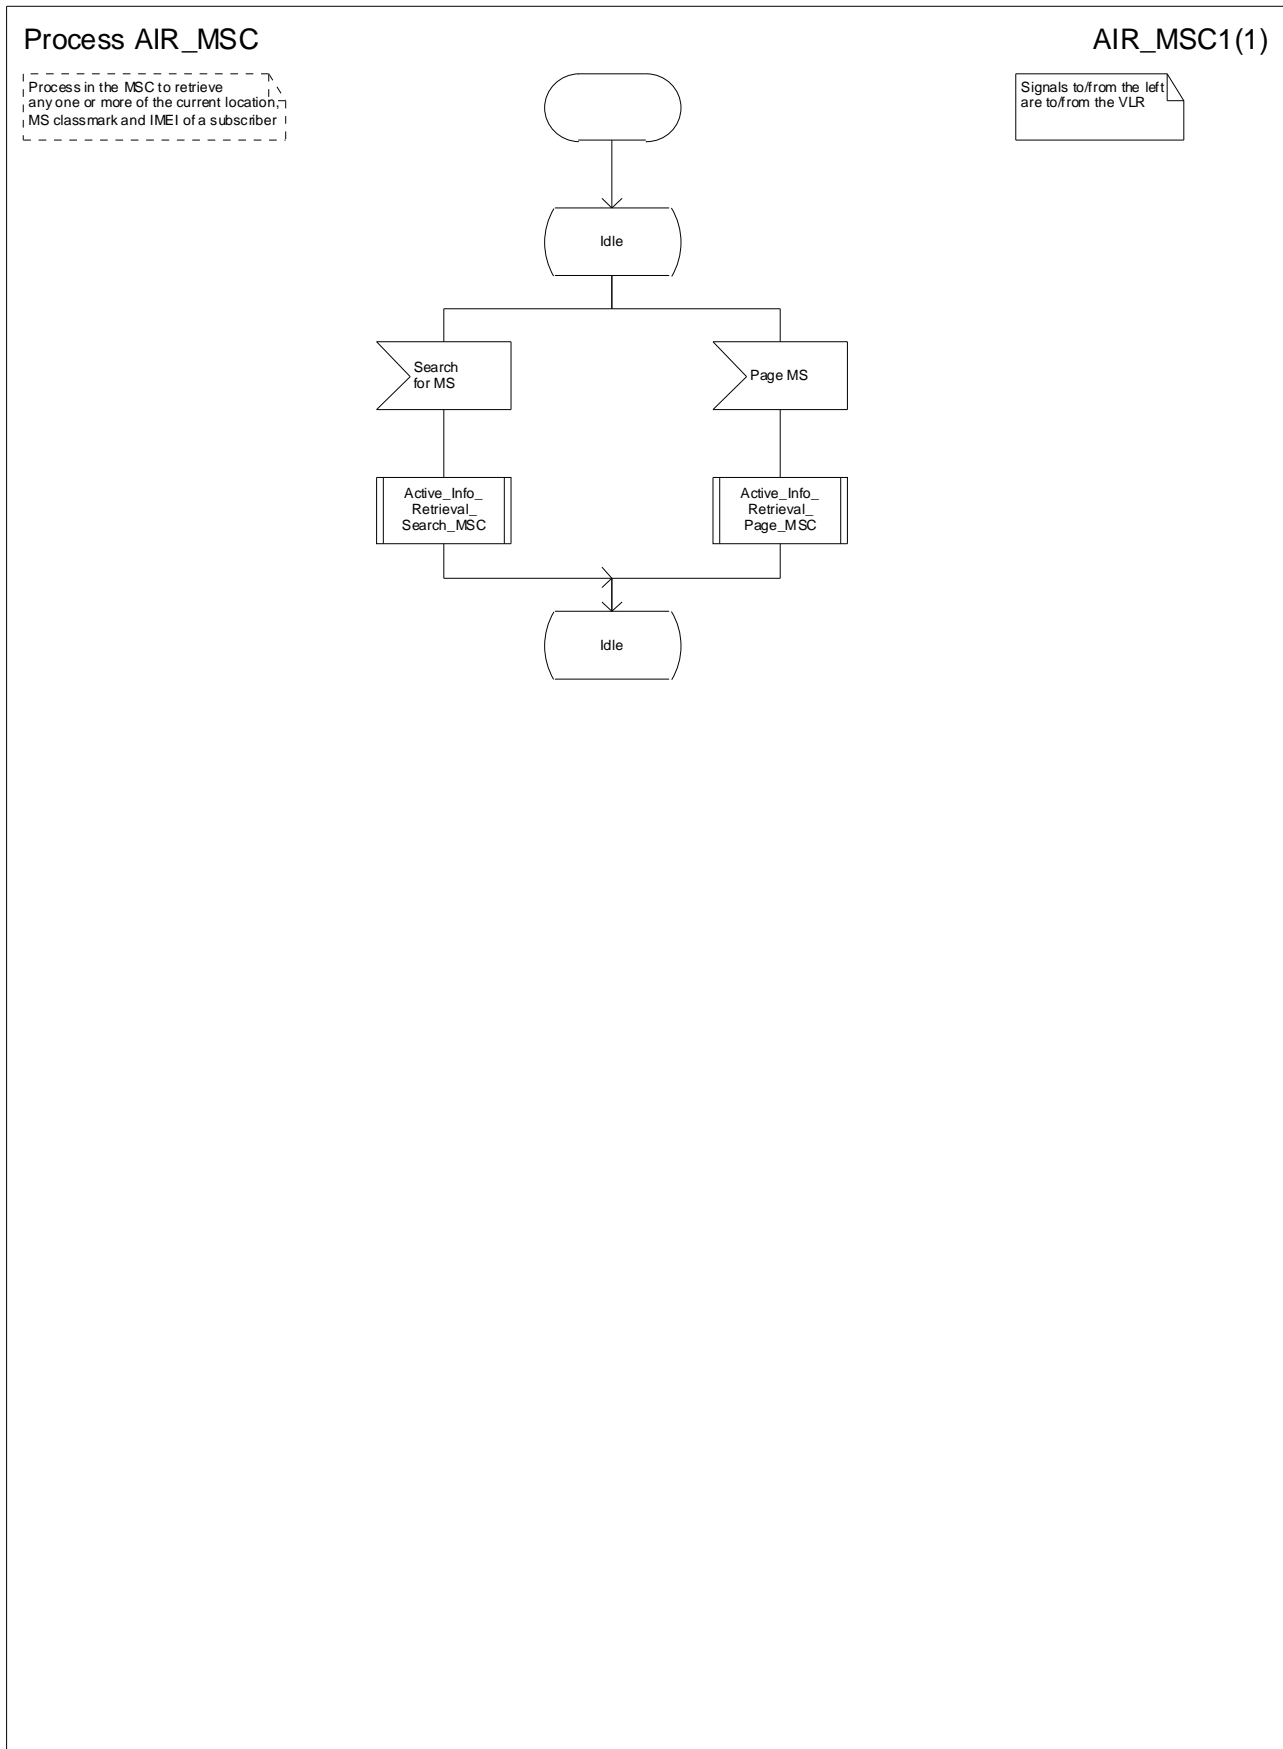 Process AIR_MSC
AIR_MSC1(1)
Process in the MSC to retrieve
any one or more of the current location,
MS classmark and IMEI of a subscriber
Signals to/from the left
are to/from the VLR
Idle
Search
for MS
Page MS
Active_Info_
Retrieval_
Search_MSC
Active_Info_
Retrieval_
Page_MSC
Idle